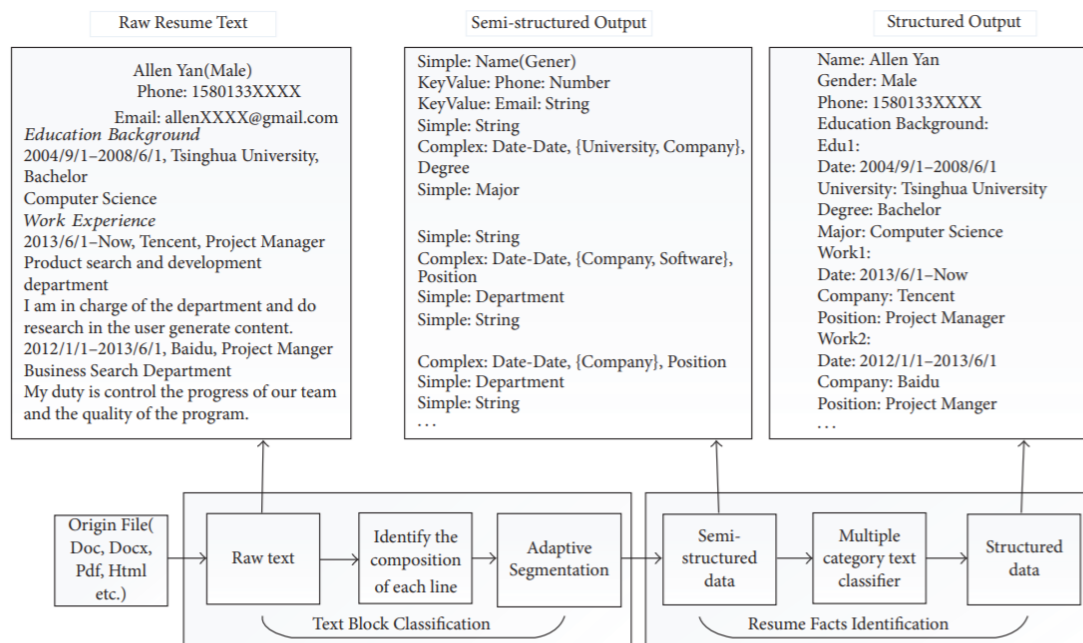 Raw Resume Text
Allen Yan(Male)
Phone: 1580133XXXX
Email: allenXXXX@gmail.com
Education Background
2004/9/1–2008/6/1, Tsinghua University,
Bachelor
Computer Science
Work Experience
2013/6/1–Now, Tencent, Project Manager
Product search and development
department
I am in charge of the department and do
research in the user generate content.
2012/1/1–2013/6/1, Baidu, Project Manger
Business Search Department
My duty is control the progress of our team
and the quality of the program.
Semi-structured Output
Simple: Name(Gener)
KeyValue: Phone: Number
KeyValue: Email: String
Simple: String
Complex: Date-Date, {University, Company},
Degree
Simple: Major
Simple: String
Complex: Date-Date, {Company, Software},
Position
Simple: Department
Simple: String
Complex: Date-Date, {Company}, Position
Simple: Department
Simple: String
...
Structured Output
Name: Allen Yan
Gender: Male
Phone: 1580133XXXX
Education Background:
Edu1:
Date: 2004/9/1–2008/6/1
University: Tsinghua University
Degree: Bachelor
Major: Computer Science
Work1:
Date: 2013/6/1–Now
Company: Tencent
Position: Project Manager
Work2:
Date: 2012/1/1–2013/6/1
Company: Baidu
Position: Project Manger
...
Origin File(
Doc, Docx,
Pdf, Html
etc.)
Raw text
Identify the
composition
of each line
Adaptive
Segmentation
Text Block Classification
Semi-
structured
data
Multiple
category text
classifier
Structured
data
Resume Facts Identification